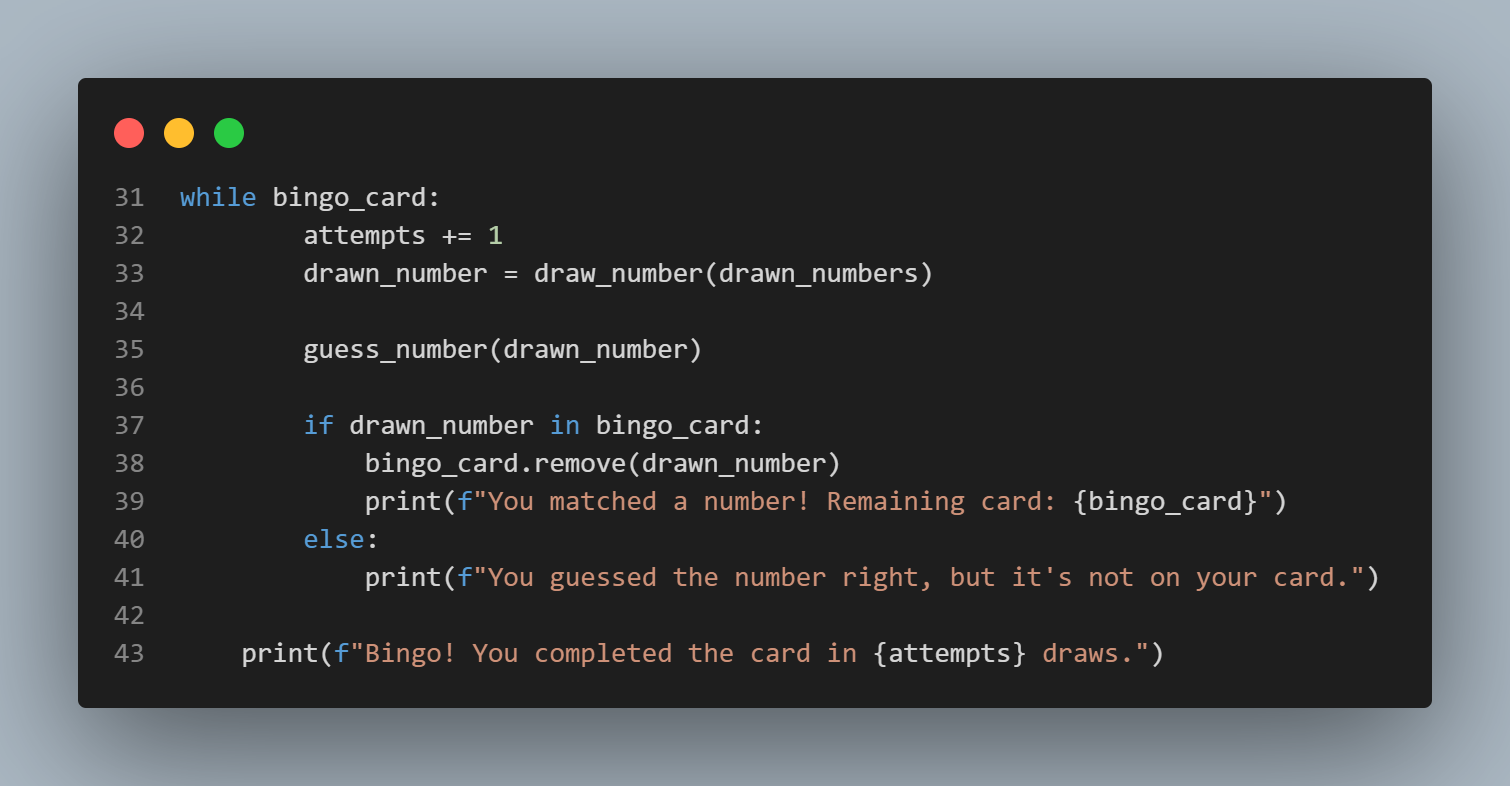 31 while bingo_card:
32         attempts += 1
33         drawn_number = draw_number(drawn_numbers)
34
35         guess_number(drawn_number)
36
37         if drawn_number in bingo_card:
38             bingo_card.remove(drawn_number)
39             print(f"You matched a number! Remaining card: {bingo_card}")
40         else:
41             print(f"You guessed the number right, but it's not on your card.")
42
43     print(f"Bingo! You completed the card in {attempts} draws.")